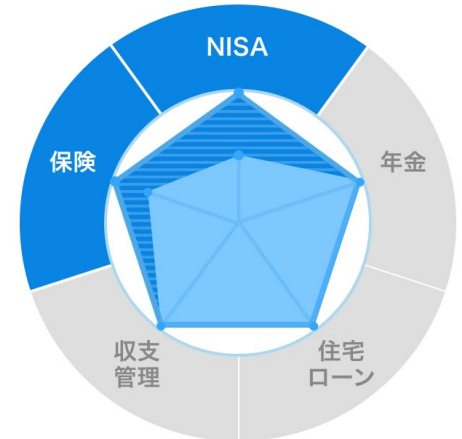 NISA
保険
年金
収支
管理
住宅
ローン